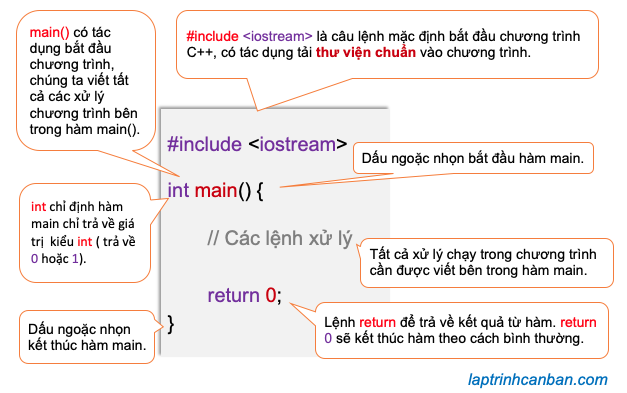 main() có tác
dụng bắt đầu
chương trình,
chúng ta viết tất
cả các xử lý
chương trình bên
trong hàm main().
#include <iostream> là câu lệnh mặc định bắt đầu chương trình
C++, có tác dụng tải thư viện chuẩn vào chương trình.
#include <iostream>
Dấu ngoặc nhọn bắt đầu hàm main.
int main() {
int chỉ định hàm
main chỉ trả về giá
trị kiểu int ( trả về
0 hoặc 1).
// Các lệnh xử lý
Tất cả xử lý chạy trong chương trình
cần được viết bên trong hàm main.
return 0;
Lệnh return để trả về kết quả từ hàm. return
0 sẽ kết thúc hàm theo cách bình thường.
}
Dấu ngoặc nhọn
kết thúc hàm main.
laptrinhcanban.com